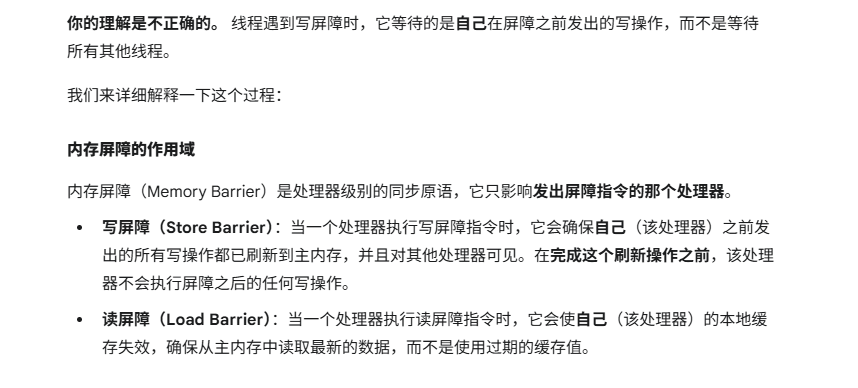 你的理解是不正确的。 线程遇到写屏障时，它等待的是自己在屏障之前发出的写操作，而不是等待
所有其他线程。
我们来详细解释一下这个过程：
内存屏障的作用域
内存屏障（Memory Barrier）是处理器级别的同步原语，它只影响发出屏障指令的那个处理器。
• 写屏障（Store Barrier）：当一个处理器执行写屏障指令时，它会确保自己（该处理器）之前发
出的所有写操作都已刷新到主内存，并且对其他处理器可见。在完成这个刷新操作之前，该处理
器不会执行屏障之后的任何写操作。
• 读屏障（Load Barrier）：当一个处理器执行读屏障指令时，它会使自己（该处理器）的本地缓
存失效，确保从主内存中读取最新的数据，而不是使用过期的缓存值。